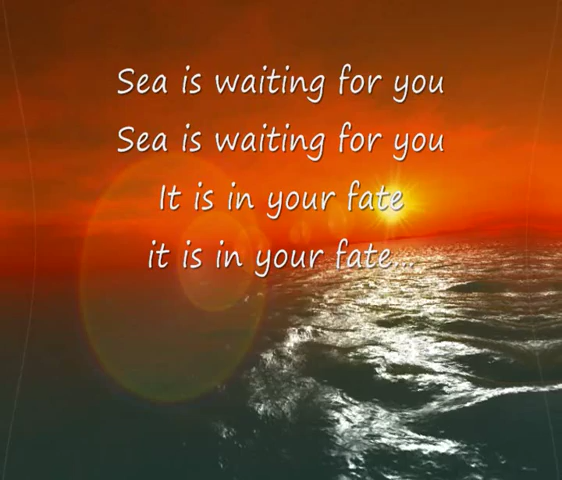 Sea is waiting for you
Sea is waiting for you
It is in your fate
it is in your fate...